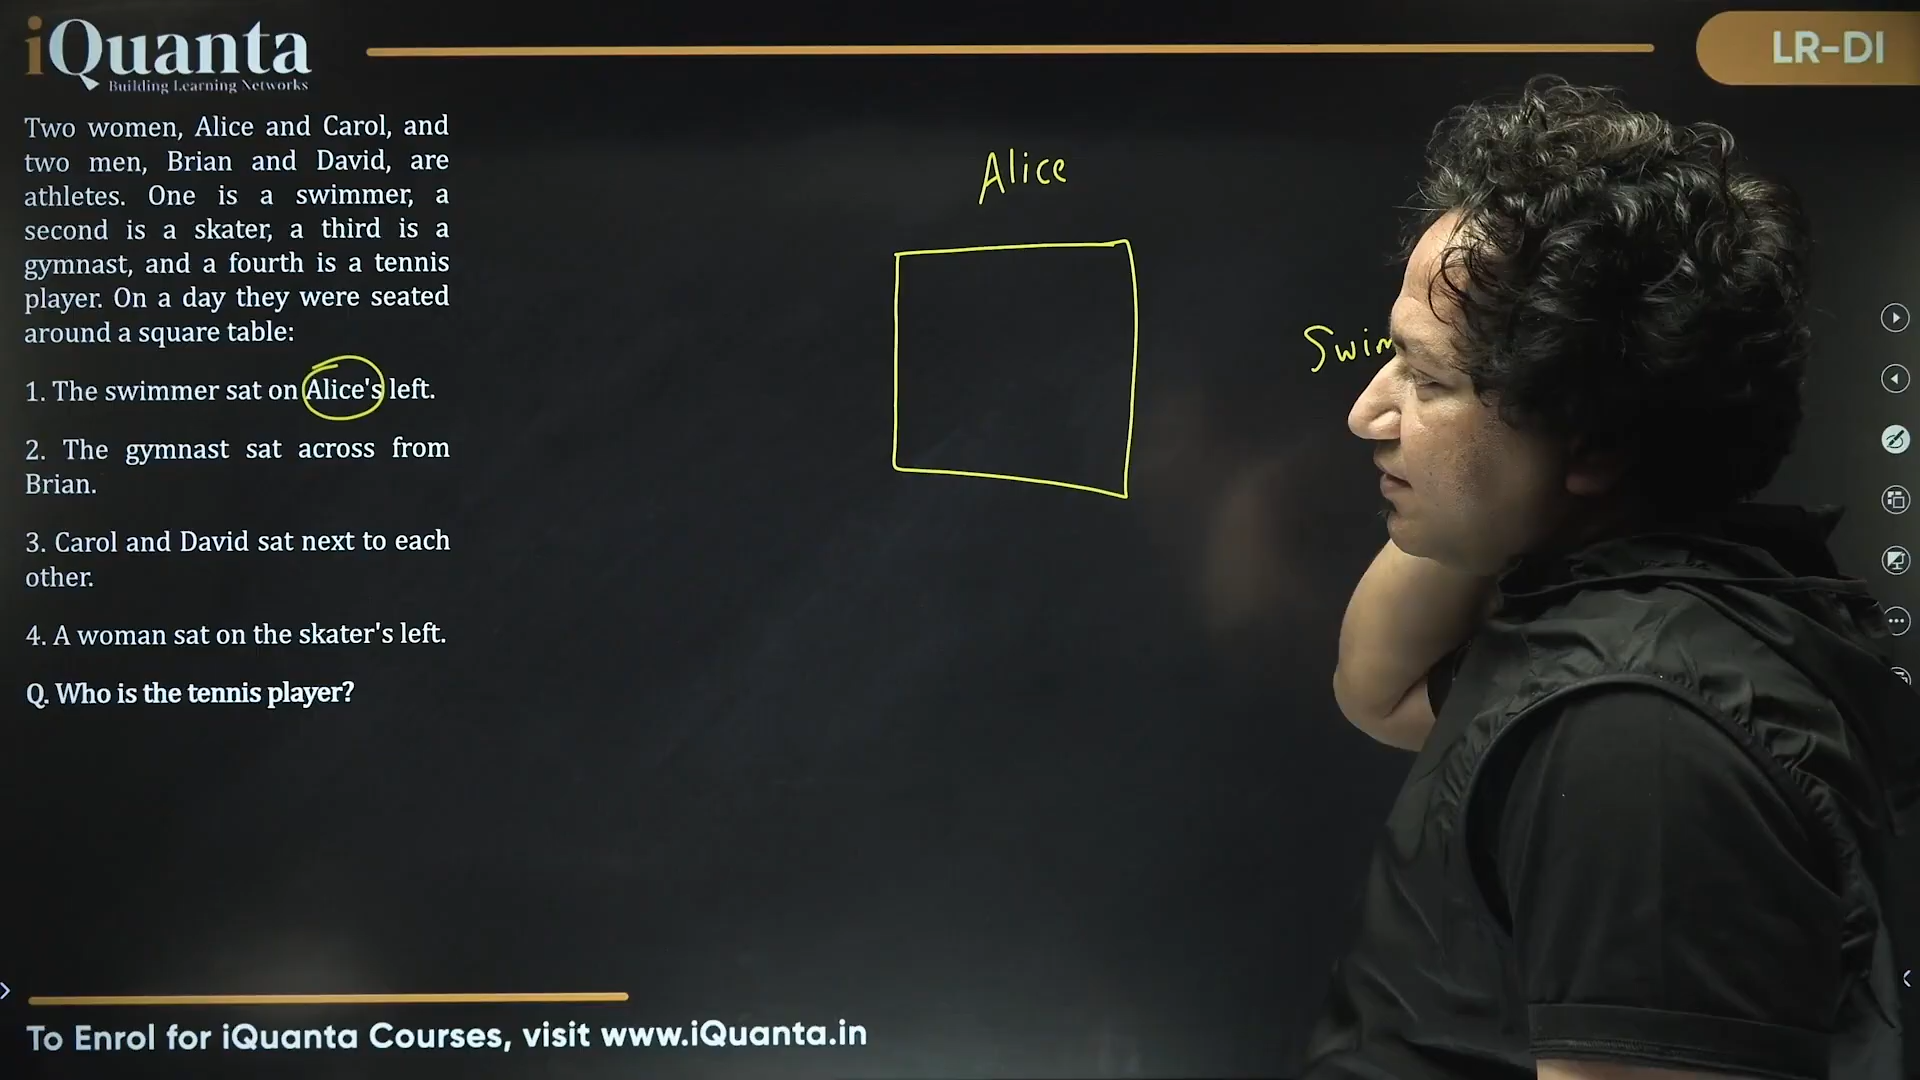 iQuanta
Building Learning Networks
LR-DI
Two women, Alice and Carol, and
two men, Brian and David, are
athletes. One is a swimmer, a
second is a skater, a third is a
gymnast, and a fourth is a tennis
player. On a day they were seated
around a square table:
1. The swimmer sat on Alice's left.
2. The gymnast sat across from
Brian.
3. Carol and David sat next to each
other.
4. A woman sat on the skater's left.
Q. Who is the tennis player?
Alice
To Enrol for iQuanta Courses, visit www.iQuanta.in